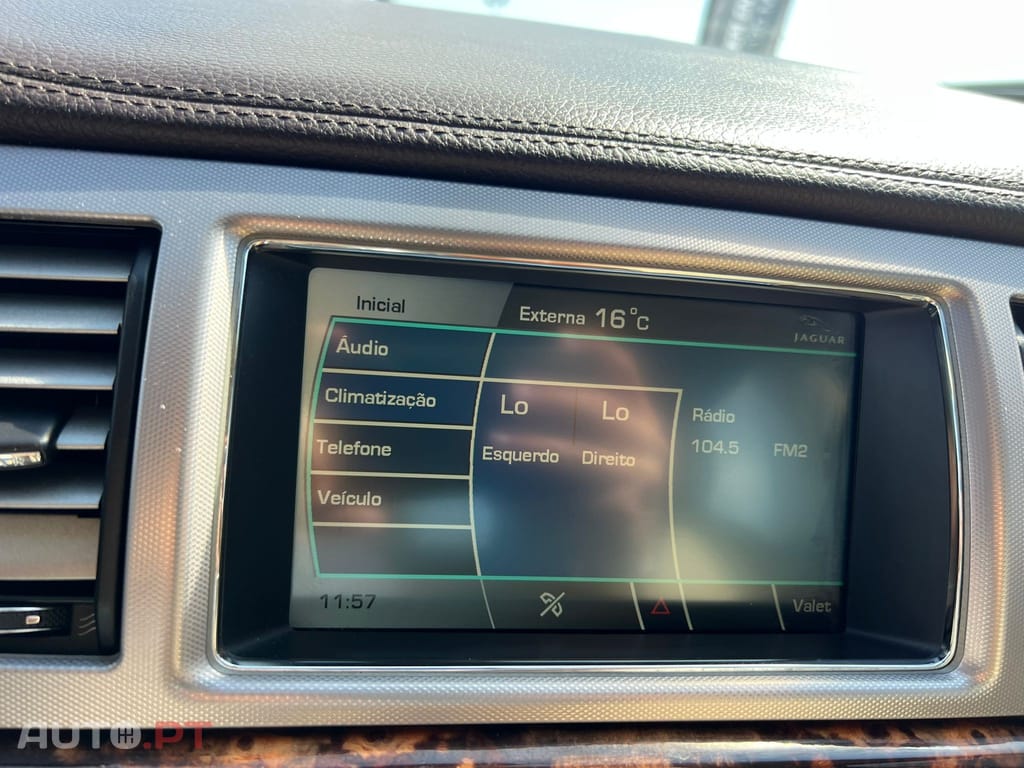 Inicial
Externa 16°C
JAGUAR
Áudio
Climatização
Telefone
Veículo
Lo Lo
Esquerdo Direito
Rádio
104.5 FM2
11:57
Valet
AUTO.PT